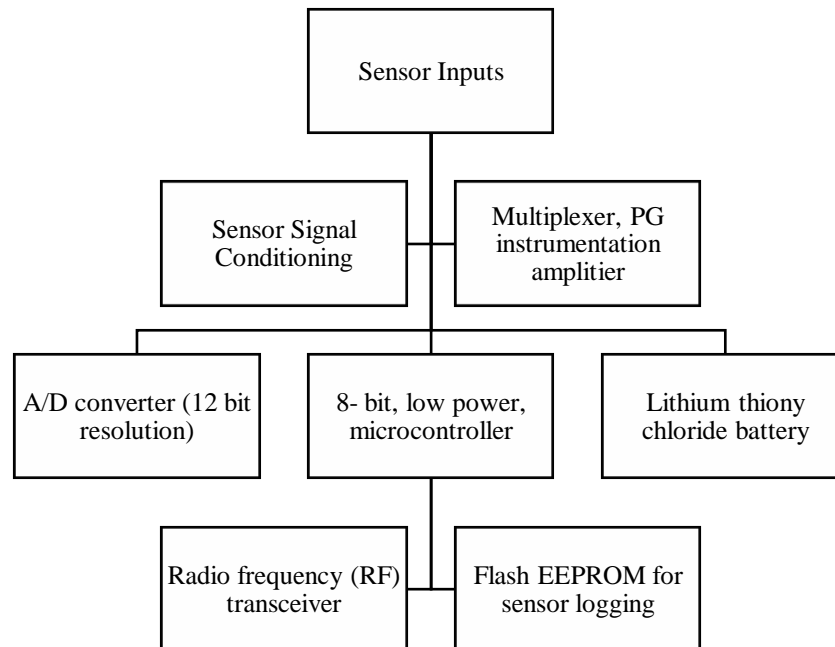 Sensor Inputs
Sensor Signal
Conditioning
Multiplexer, PG
instrumentation
amplitier
A/D converter (12 bit
resolution)
8- bit, low power,
microcontroller
Lithium thiony
chloride battery
Radio frequency (RF)
transceiver
Flash EEPROM for
sensor logging